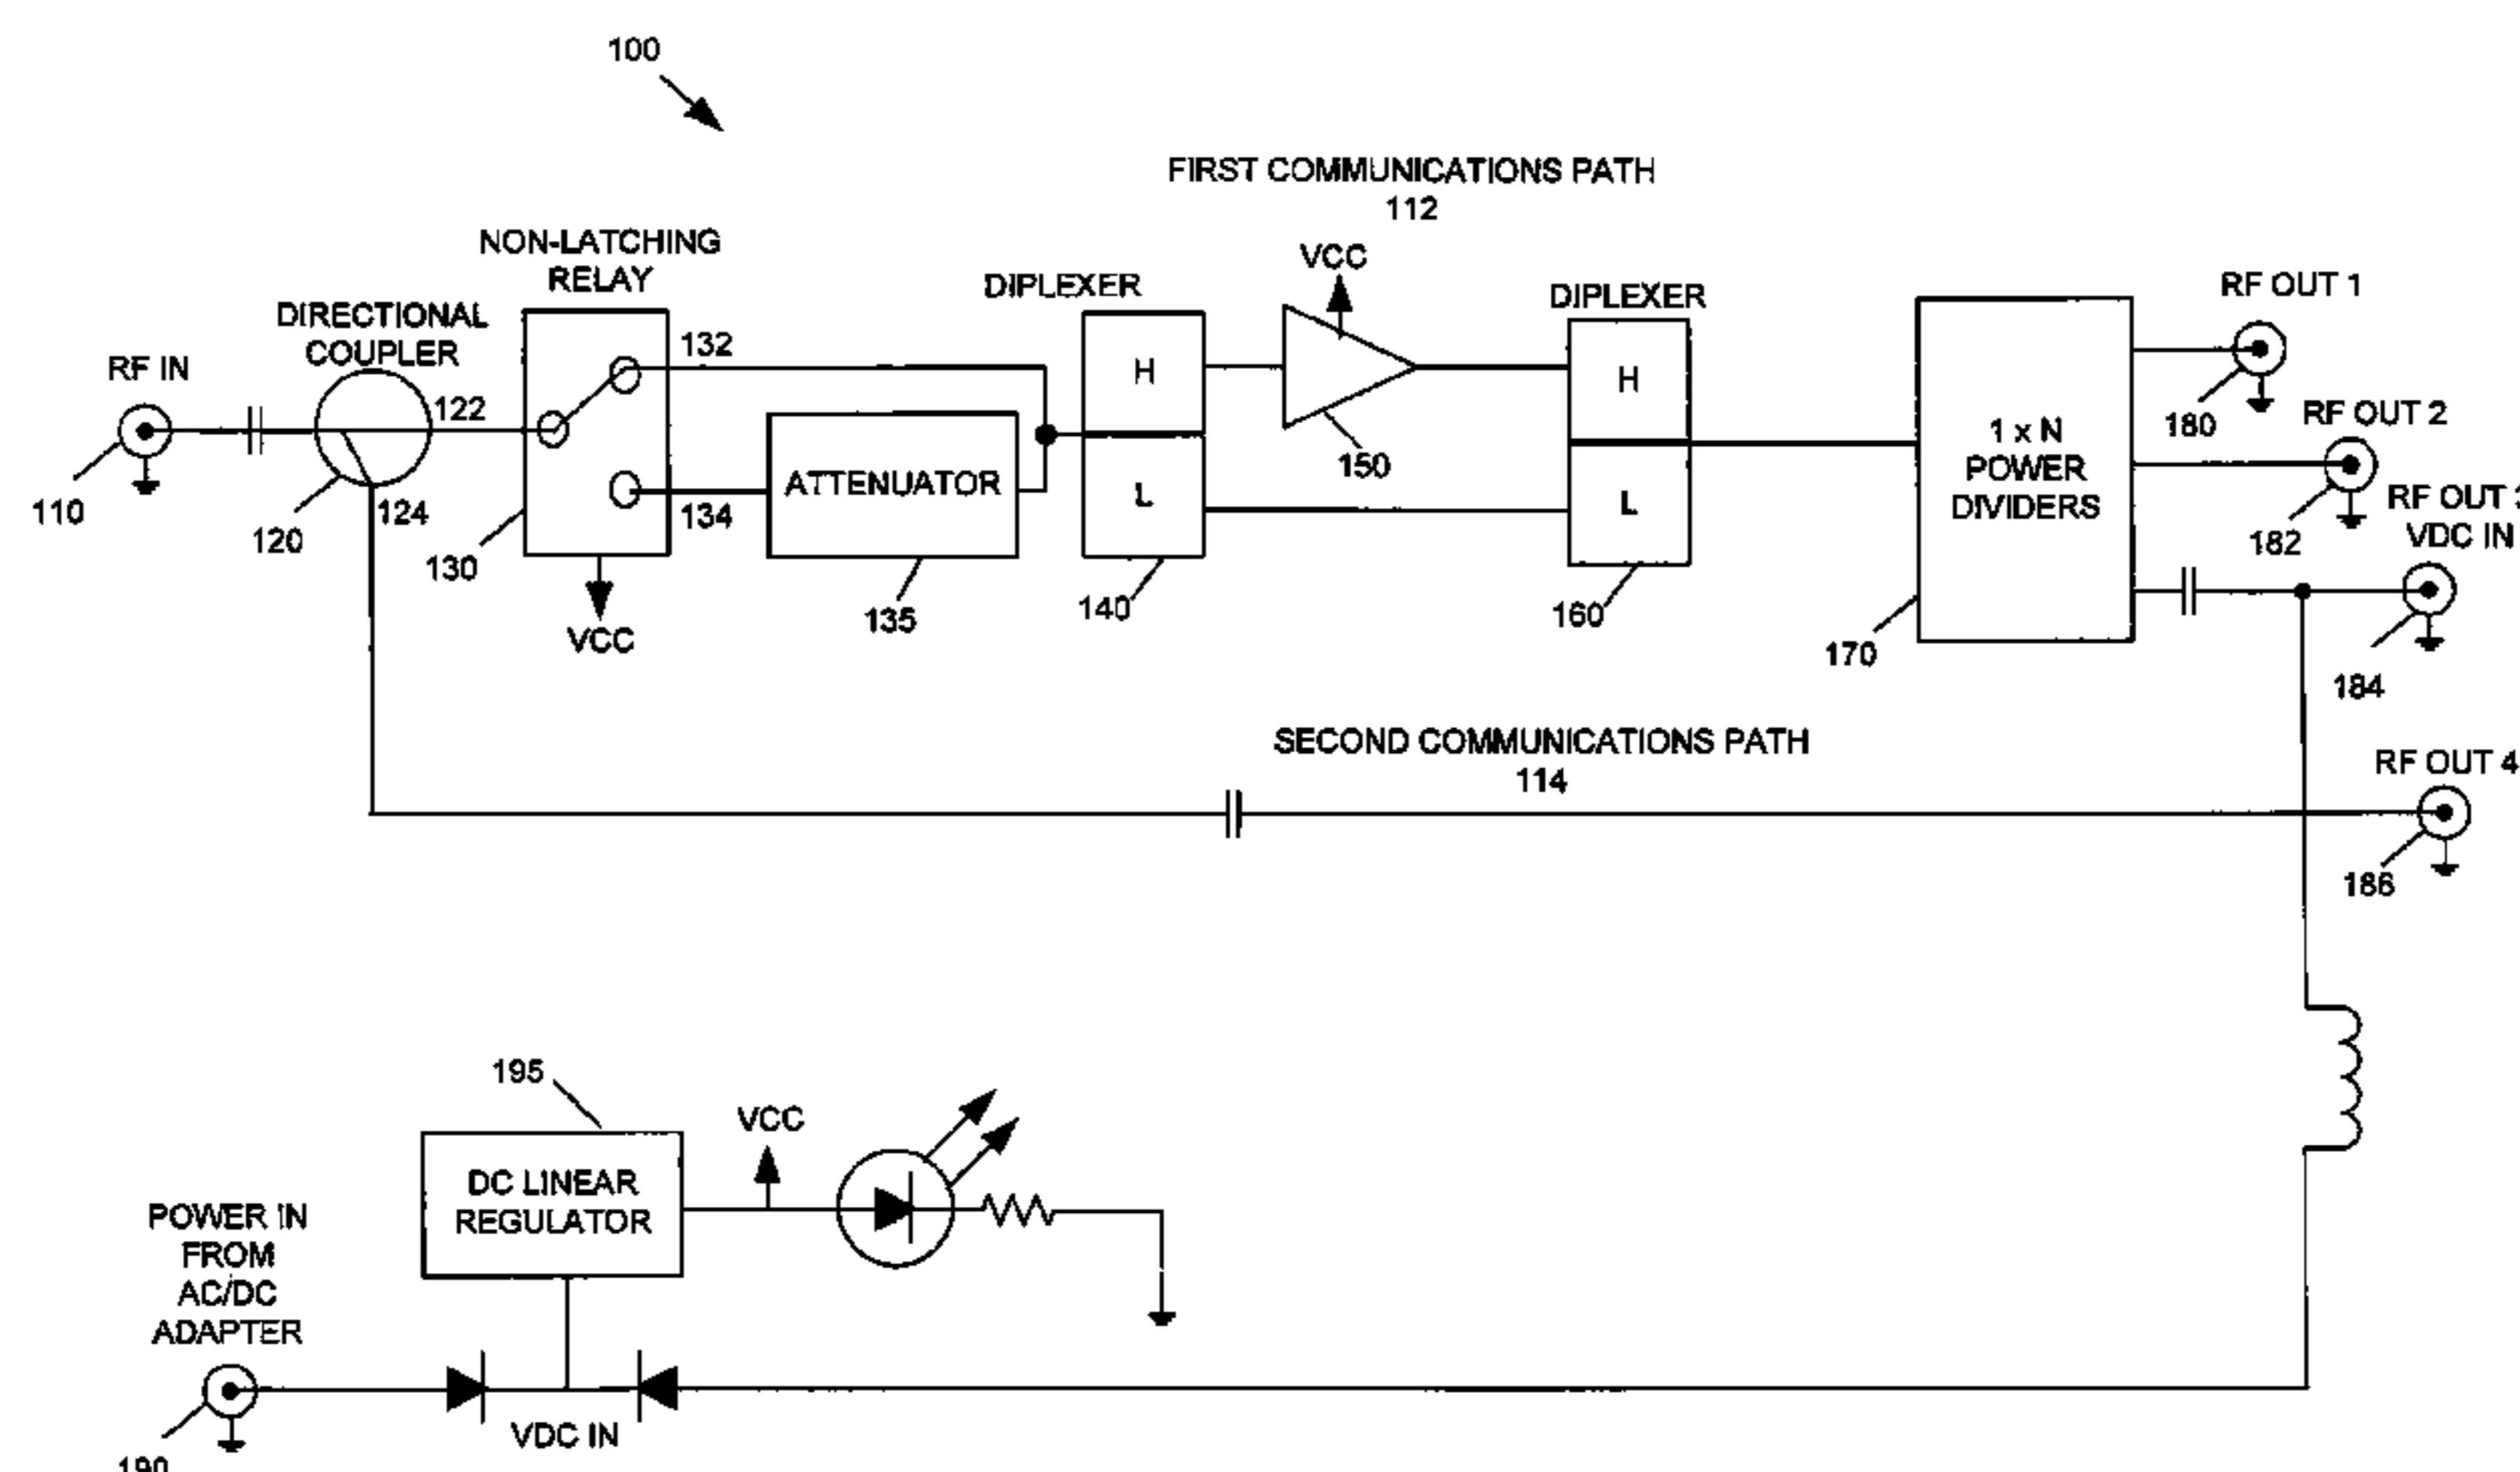 100
FIRST COMMUNICATIONS PATH
112
NON-LATCHING
RELAY
DIRECTIONAL
COUPLER
RF IN
110
120
122
124
130
VCC
132
134
ATTENUATOR
135
DIPLEXER
H
L
140
VCC
150
DIPLEXER
H
L
160
1 x N
POWER
DIVIDERS
170
RF OUT 1
180
RF OUT 2
182
RF OUT
VDC IN
184
SECOND COMMUNICATIONS PATH
114
RF OUT 4
186
195
DC LINEAR
REGULATOR
VCC
POWER IN
FROM
AC/DC
ADAPTER
190
VDC IN